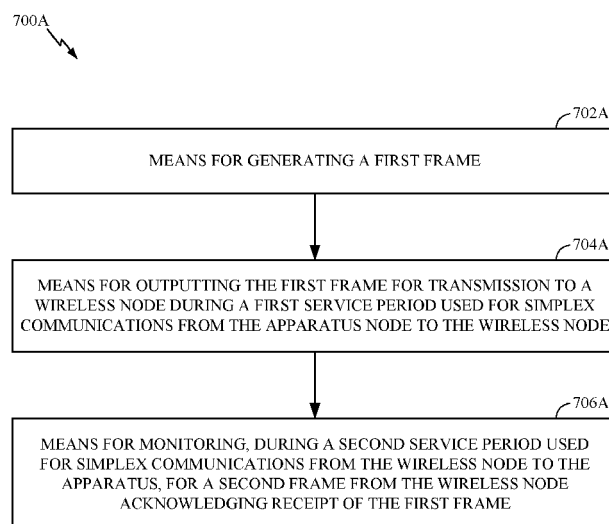 700A
702A
MEANS FOR GENERATING A FIRST FRAME
704A
MEANS FOR OUTPUTTING THE FIRST FRAME FOR TRANSMISSION TO A
WIRELESS NODE DURING A FIRST SERVICE PERIOD USED FOR SIMPLEX
COMMUNICATIONS FROM THE APPARATUS NODE TO THE WIRELESS NODE
706A
MEANS FOR MONITORING, DURING A SECOND SERVICE PERIOD USED
FOR SIMPLEX COMMUNICATIONS FROM THE WIRELESS NODE TO THE
APPARATUS, FOR A SECOND FRAME FROM THE WIRELESS NODE
ACKNOWLEDGING RECEIPT OF THE FIRST FRAME